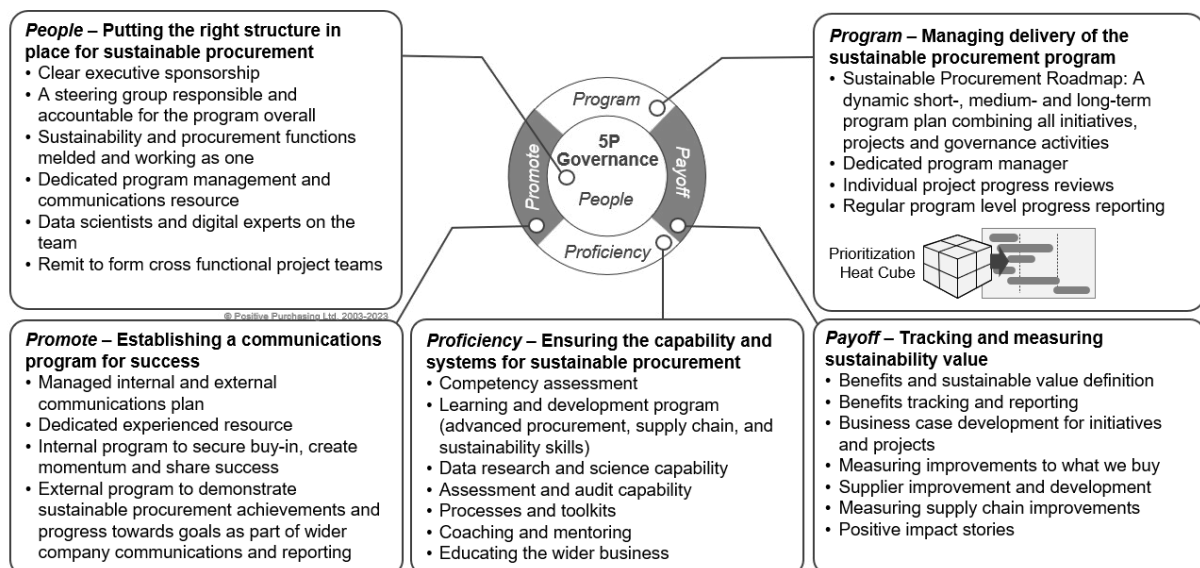 People – Putting the right structure in
place for sustainable procurement
• Clear executive sponsorship
• A steering group responsible and
accountable for the program overall
• Sustainability and procurement functions
melded and working as one
• Dedicated program management and
communications resource
• Data scientists and digital experts on the
team
• Remit to form cross functional project teams
© Positive Purchasing Ltd. 2003-2023
Program
5P
Governance
People
Promote
Payoff
Proficiency
Program – Managing delivery of the
sustainable procurement program
• Sustainable Procurement Roadmap: A
dynamic short-, medium- and long-term
program plan combining all initiatives,
projects and governance activities
• Dedicated program manager
• Individual project progress reviews
• Regular program level progress reporting
Prioritization
Heat Cube
Promote – Establishing a communications
program for success
• Managed internal and external
communications plan
• Dedicated experienced resource
• Internal program to secure buy-in, create
momentum and share success
• External program to demonstrate
sustainable procurement achievements and
progress towards goals as part of wider
company communications and reporting
Proficiency – Ensuring the capability and
systems for sustainable procurement
• Competency assessment
• Learning and development program
(advanced procurement, supply chain, and
sustainability skills)
• Data research and science capability
• Assessment and audit capability
• Processes and toolkits
• Coaching and mentoring
• Educating the wider business
Payoff – Tracking and measuring
sustainability value
• Benefits and sustainable value definition
• Benefits tracking and reporting
• Business case development for initiatives
and projects
• Measuring improvements to what we buy
• Supplier improvement and development
• Measuring supply chain improvements
• Positive impact stories